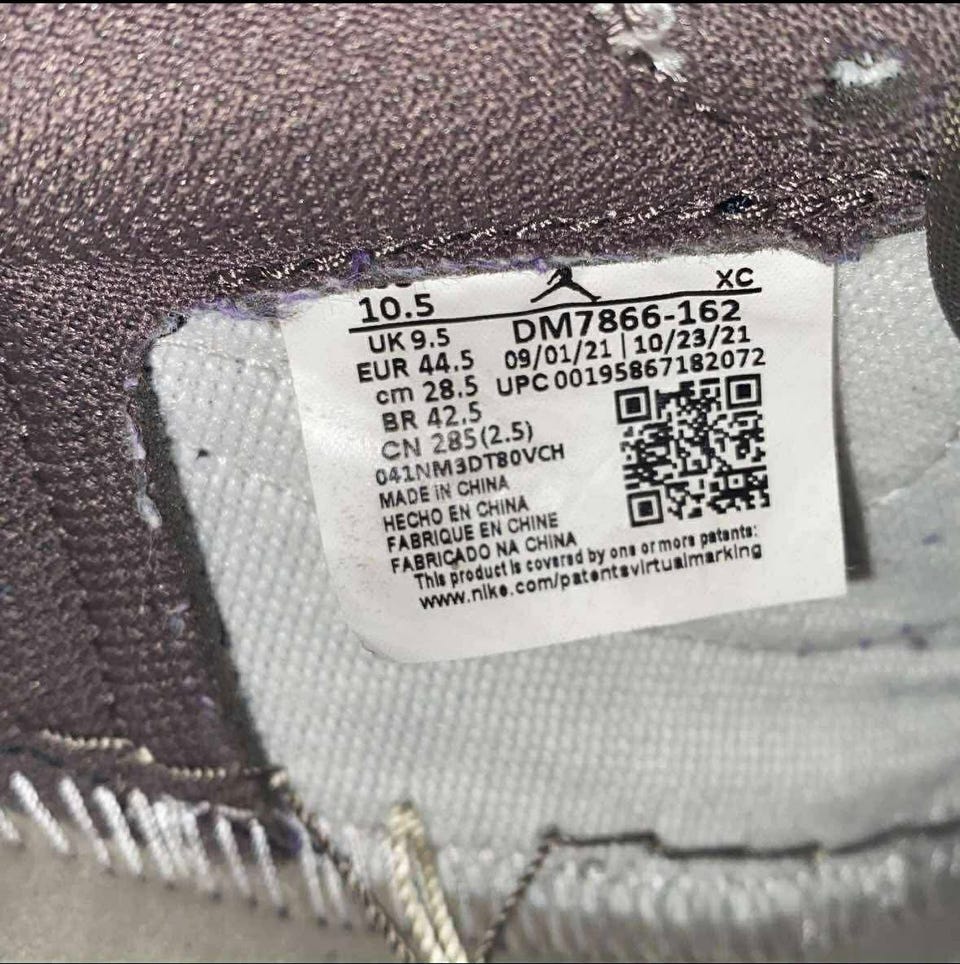 10.5 XC
UK 9.5 DM7866-162
EUR 44.5 09/01/21 | 10/23/21
cm 28.5 UPC 00195867182072
BR 42.5
CN 285(2.5)
041NM3DT80VCH
MADE IN CHINA
HECHO EN CHINA
FABRIQUE EN CHINE
FABRICADO NA CHINA
This product is covered by one or more patents:
www.nike.com/patentsvirtualmarking